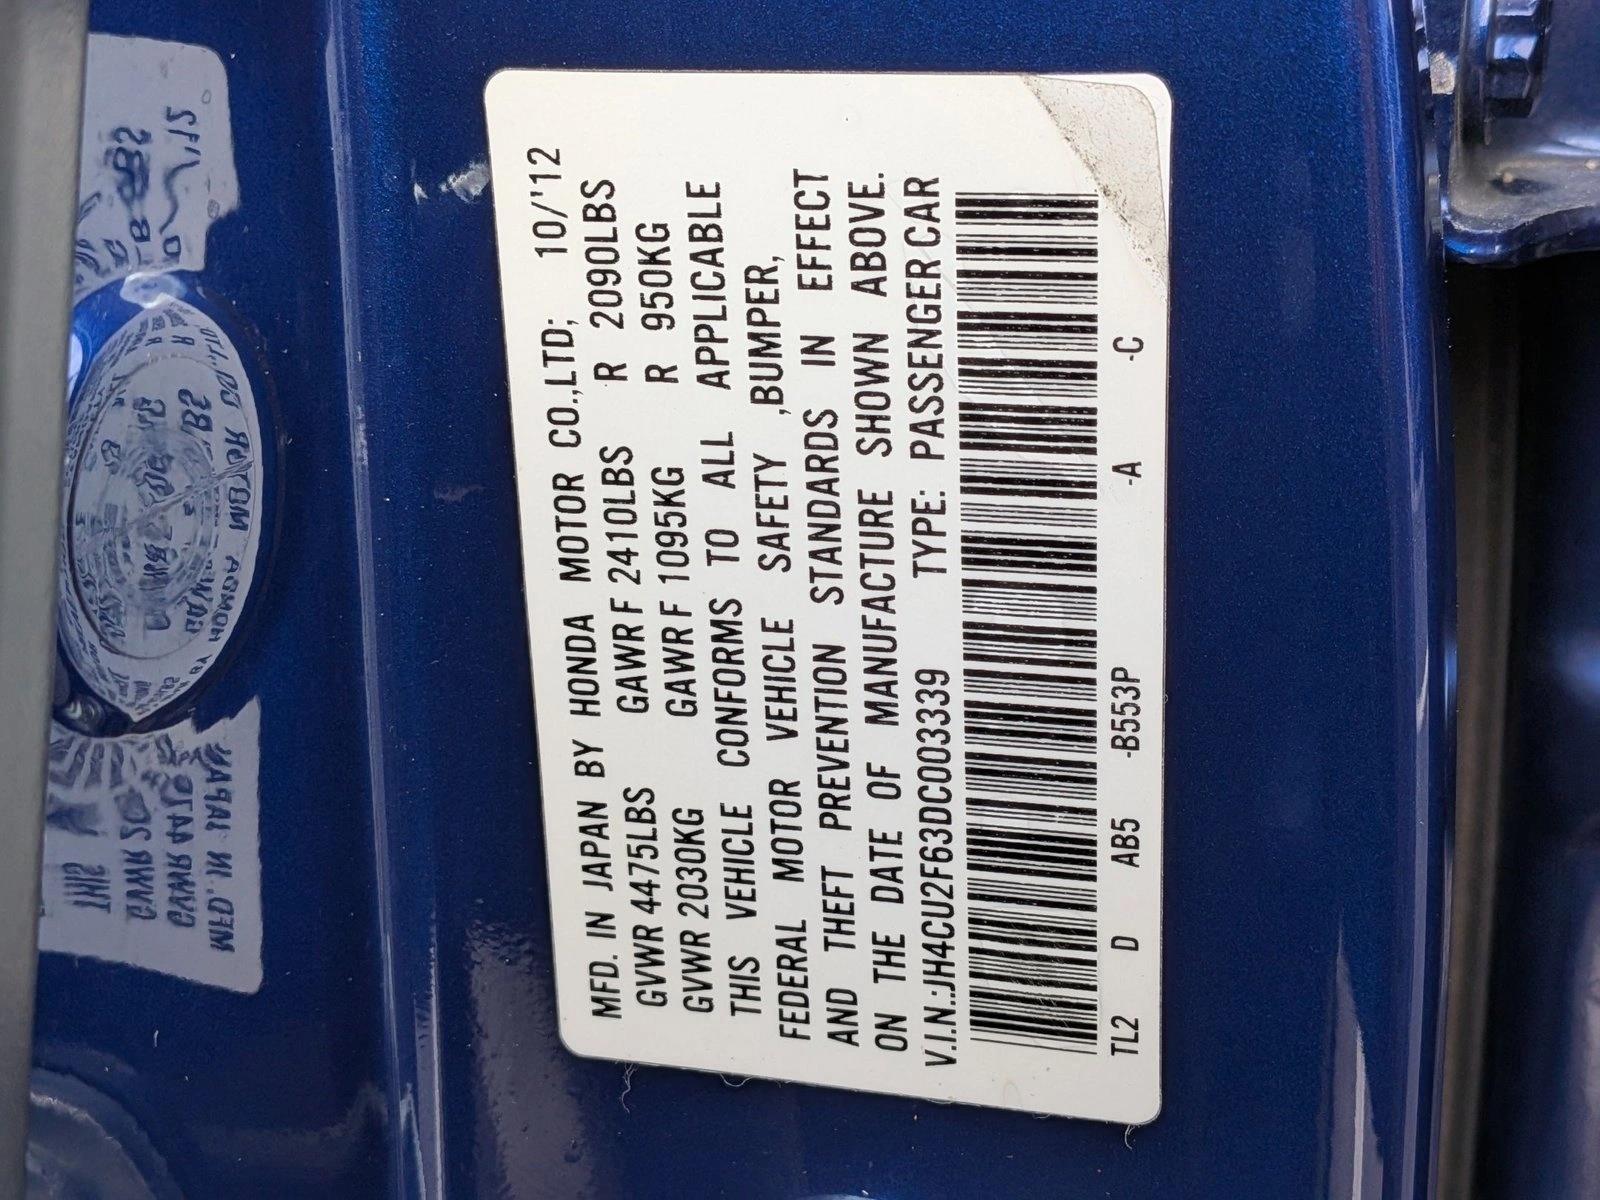 MFD. IN JAPAN BY HONDA MOTOR CO.,LTD; 10/'12
GVWR 4475LBS GAWR F 2410LBS R 2090LBS
GVWR 2030KG GAWR F 1095KG R 950KG
THIS VEHICLE CONFORMS TO ALL APPLICABLE
FEDERAL MOTOR VEHICLE SAFETY ,BUMPER,
AND THEFT PREVENTION STANDARDS IN EFFECT
ON THE DATE OF MANUFACTURE SHOWN ABOVE.
V.I.N.:JH4CU2F63DC003339 TYPE: PASSENGER CAR
TL2 D AB5 -B553P -A -C